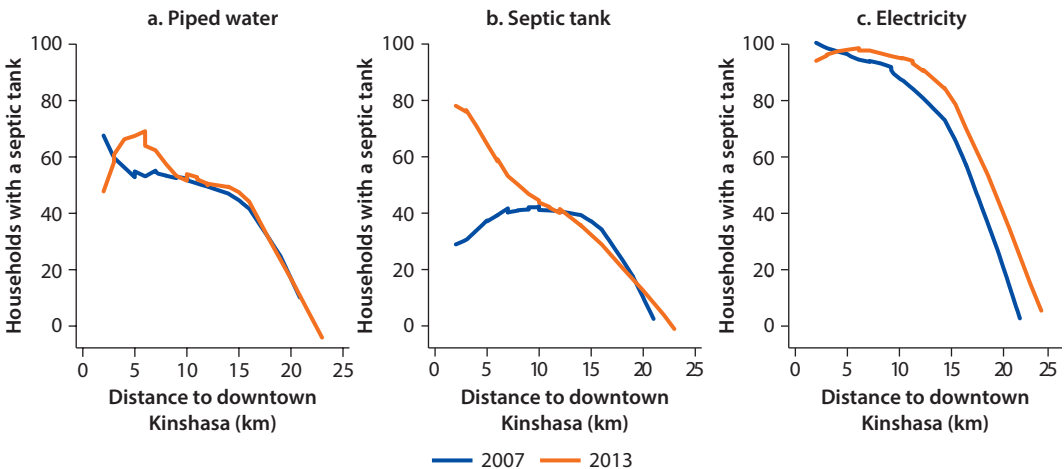 a. Piped water
Households with a septic tank
100
80
60
40
20
0
0 5 10 15 20 25
Distance to downtown
Kinshasa (km)
b. Septic tank
Households with a septic tank
100
80
60
40
20
0
0 5 10 15 20 25
Distance to downtown
Kinshasa (km)
c. Electricity
Households with a septic tank
100
80
60
40
20
0
0 5 10 15 20 25
Distance to downtown
Kinshasa (km)
2007 2013